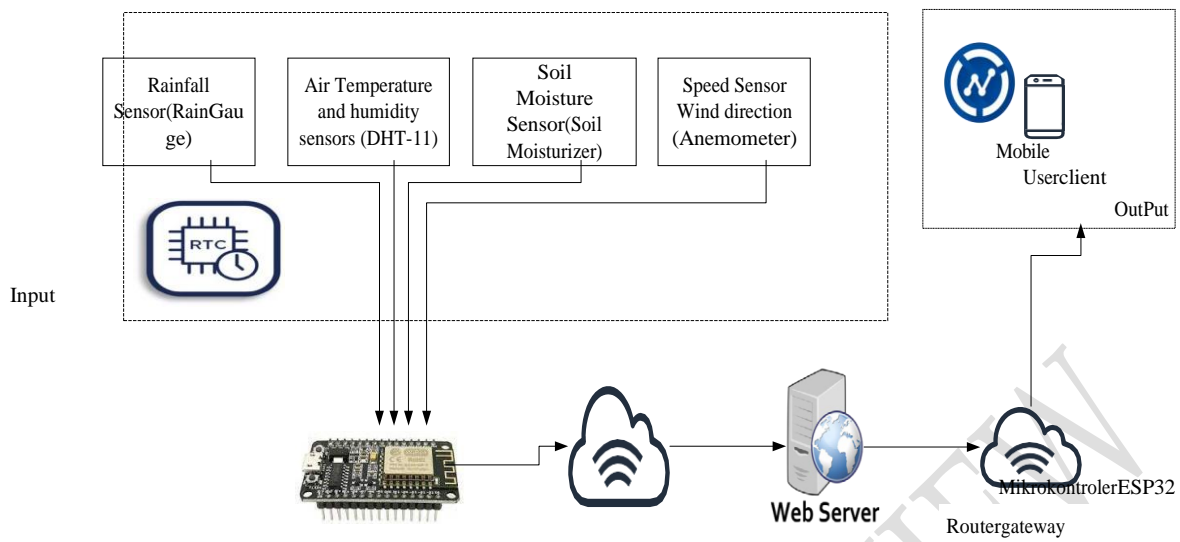 Rainfall
Sensor(RainGau
ge)
Air Temperature
and humidity
sensors (DHT-11)
Soil
Moisture
Sensor(Soil
Moisturizer)
Speed Sensor
Wind direction
(Anemometer)
Mobile
Userclient
OutPut
RTC
Input
Web Server
MikrokontrolerESP32
Routergateway